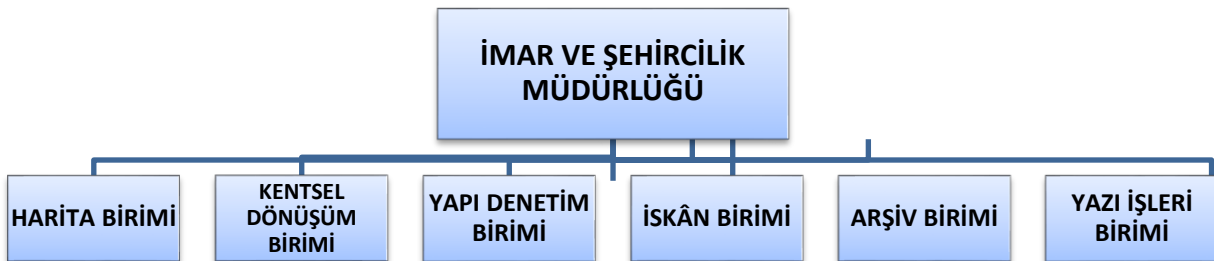 İMAR VE ŞEHİRCİLİK
MÜDÜRLÜĞÜ
HARİTA BİRİMİ
KENTSEL
DÖNÜŞÜM
BİRİMİ
YAPI DENETİM
BİRİMİ
İSKÂN BİRİMİ
ARŞİV BİRİMİ
YAZI İŞLERİ
BİRİMİ